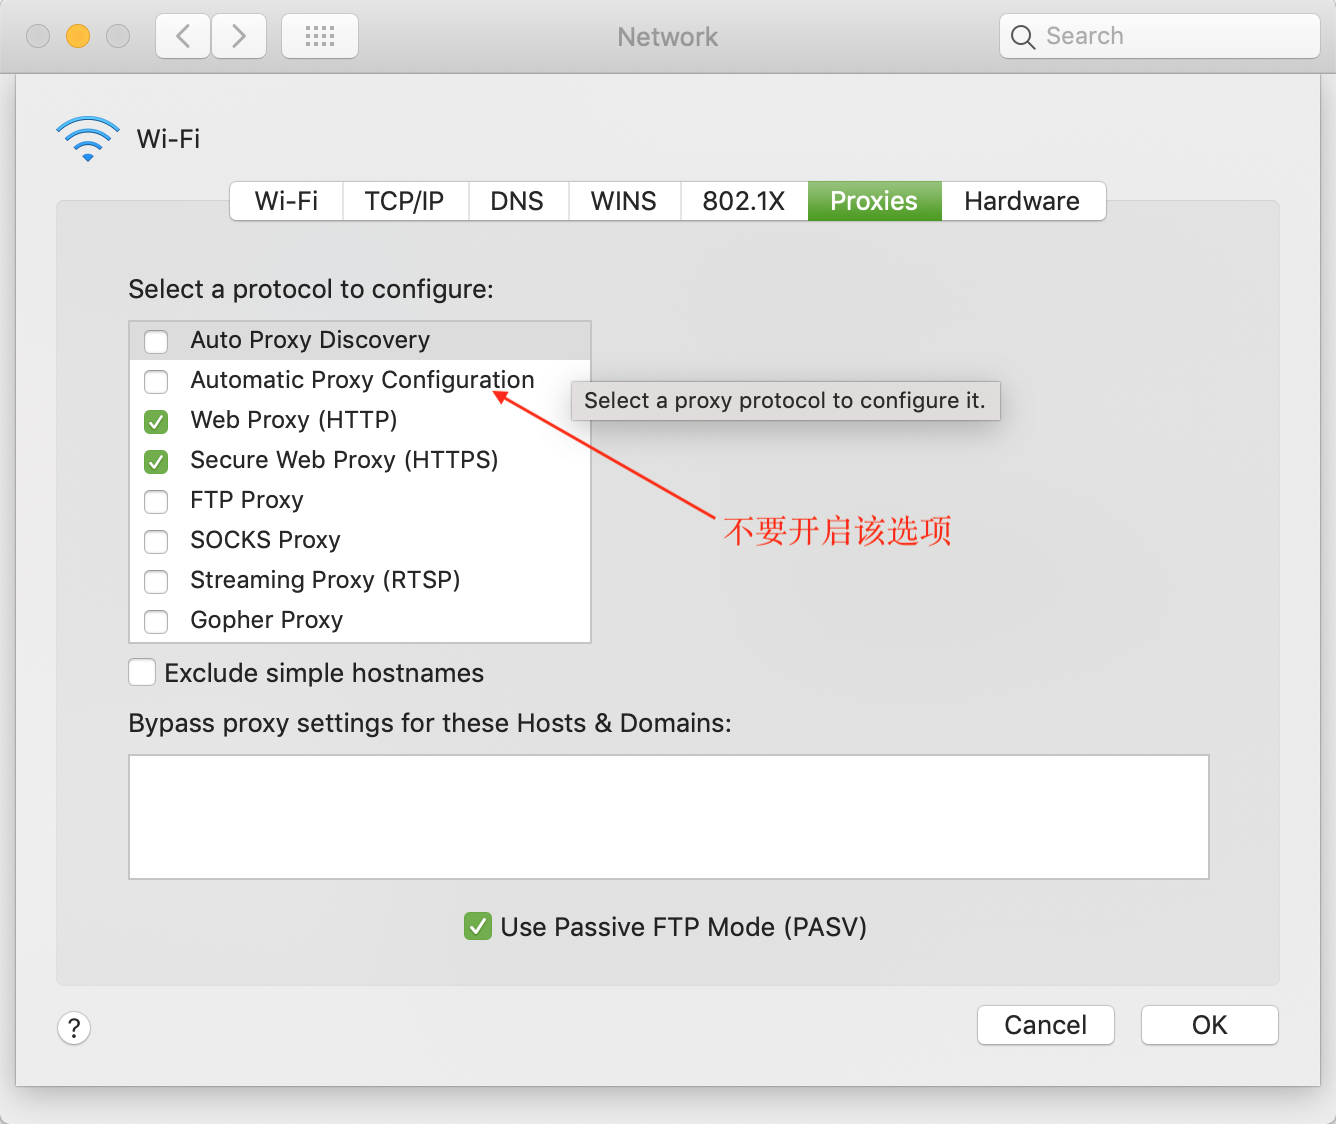 Network
Search
Wi-Fi
Wi-Fi TCP/IP DNS WINS 802.1X Proxies Hardware
Select a protocol to configure:
Auto Proxy Discovery
Automatic Proxy Configuration
Select a proxy protocol to configure it.
Web Proxy (HTTP)
Secure Web Proxy (HTTPS)
FTP Proxy
不要开启该选项
SOCKS Proxy
Streaming Proxy (RTSP)
Gopher Proxy
Exclude simple hostnames
Bypass proxy settings for these Hosts & Domains:
Use Passive FTP Mode (PASV)
?
Cancel
OK